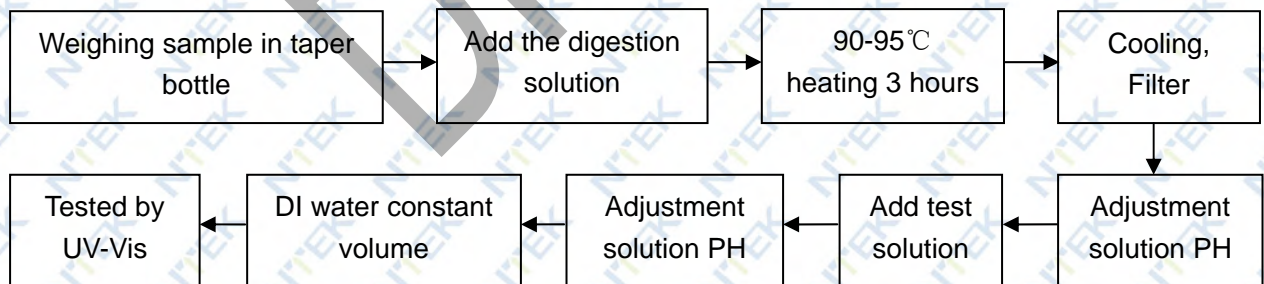 Weighing sample in taper
bottle
Add the digestion
solution
90-95℃
heating 3 hours
Cooling,
Filter
Adjustment
solution PH
Add test
solution
Adjustment
solution PH
DI water constant
volume
Tested by
UV-Vis
NTEK